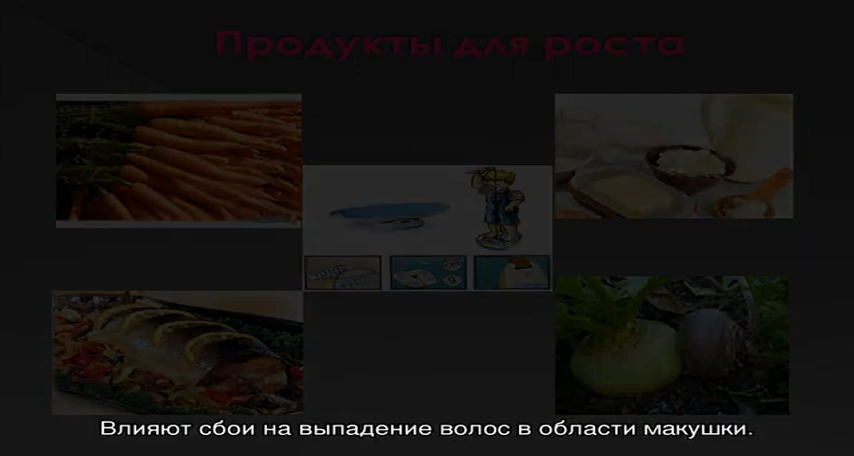 Продукты для роста
Влияют сбои на выпадение волос в области макушки.